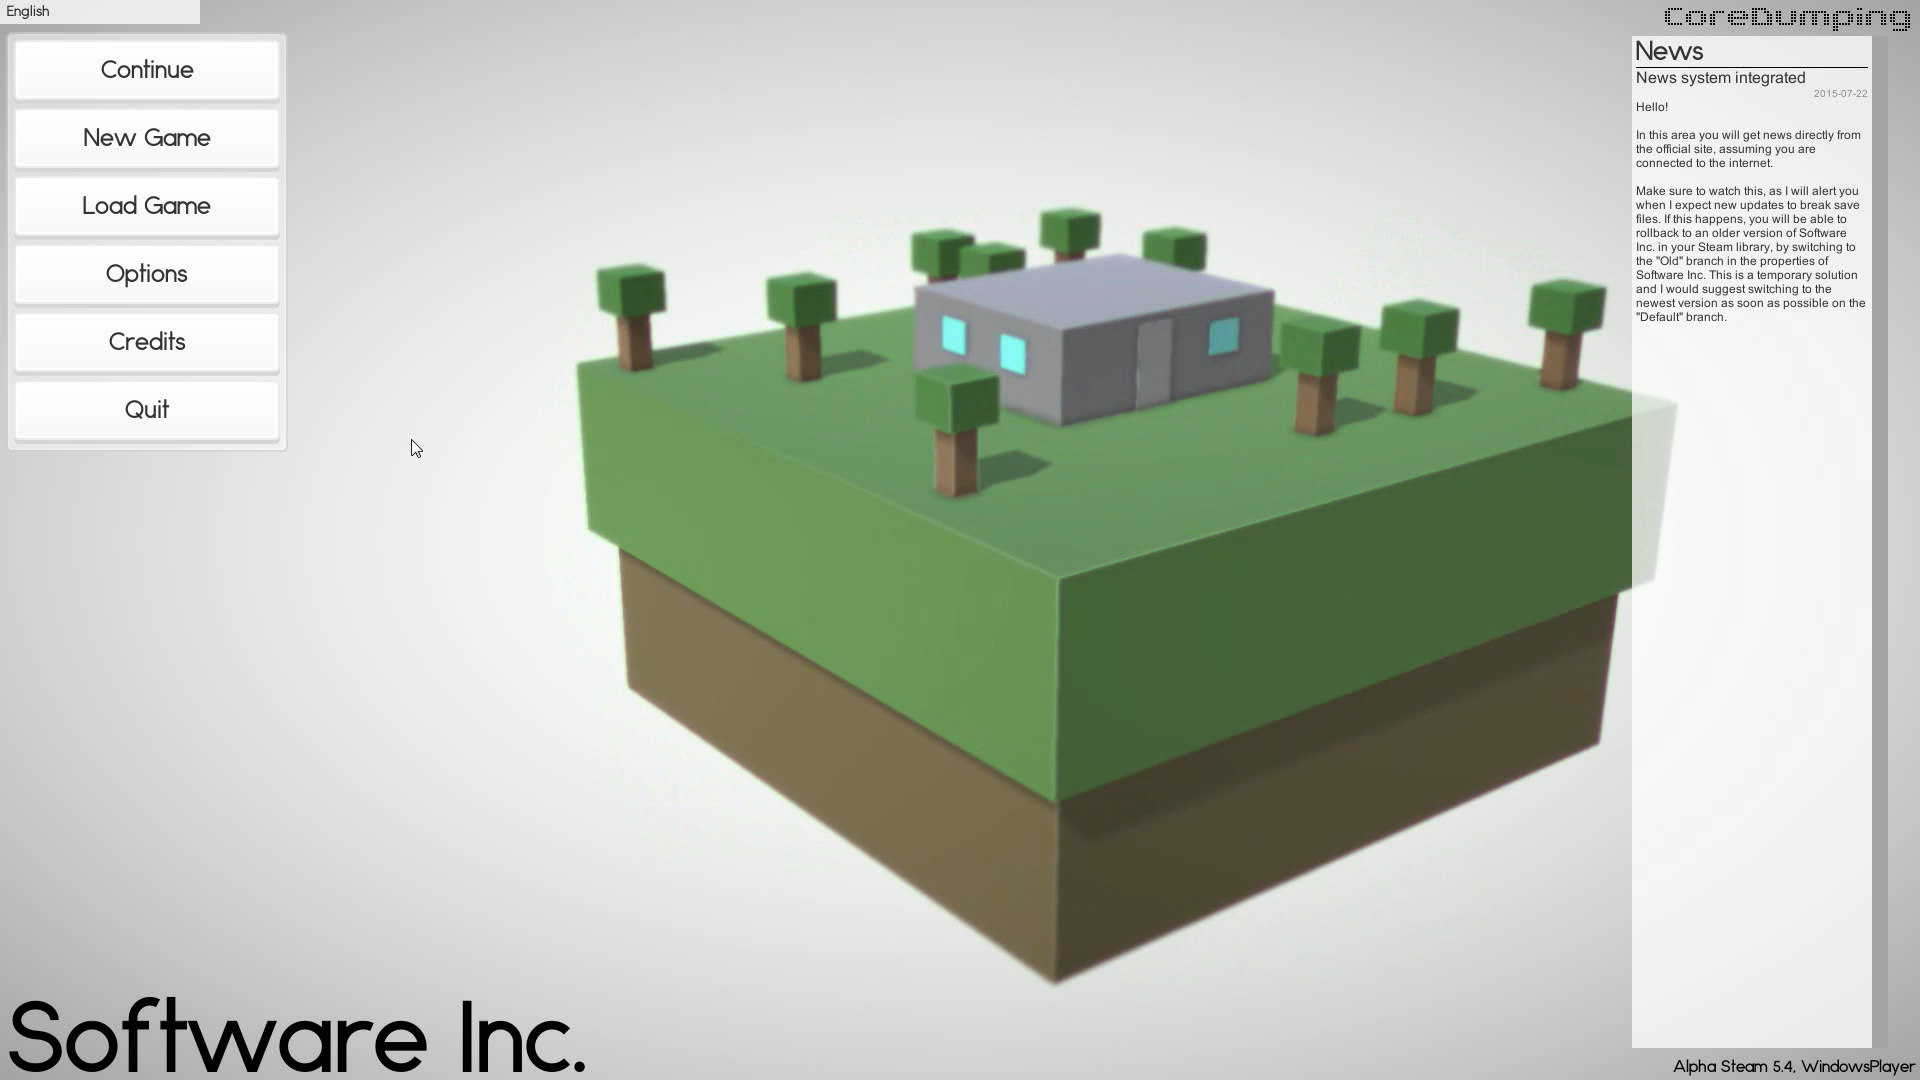 English
CoreDumping
Continue
New Game
Load Game
Options
Credits
Quit
News
News system integrated
2015-07-22
Hello!
In this area you will get news directly from
the official site, assuming you are
connected to the internet.
Make sure to watch this, as I will alert you
when I expect new updates to break save
files. If this happens, you will be able to
rollback to an older version of Software
Inc. in your Steam library, by switching to
the "Old" branch in the properties of
Software Inc. This is a temporary solution
and I would suggest switching to the
newest version as soon as possible on the
"Default" branch.
Software Inc.
Alpha Steam 5.4, WindowsPlayer